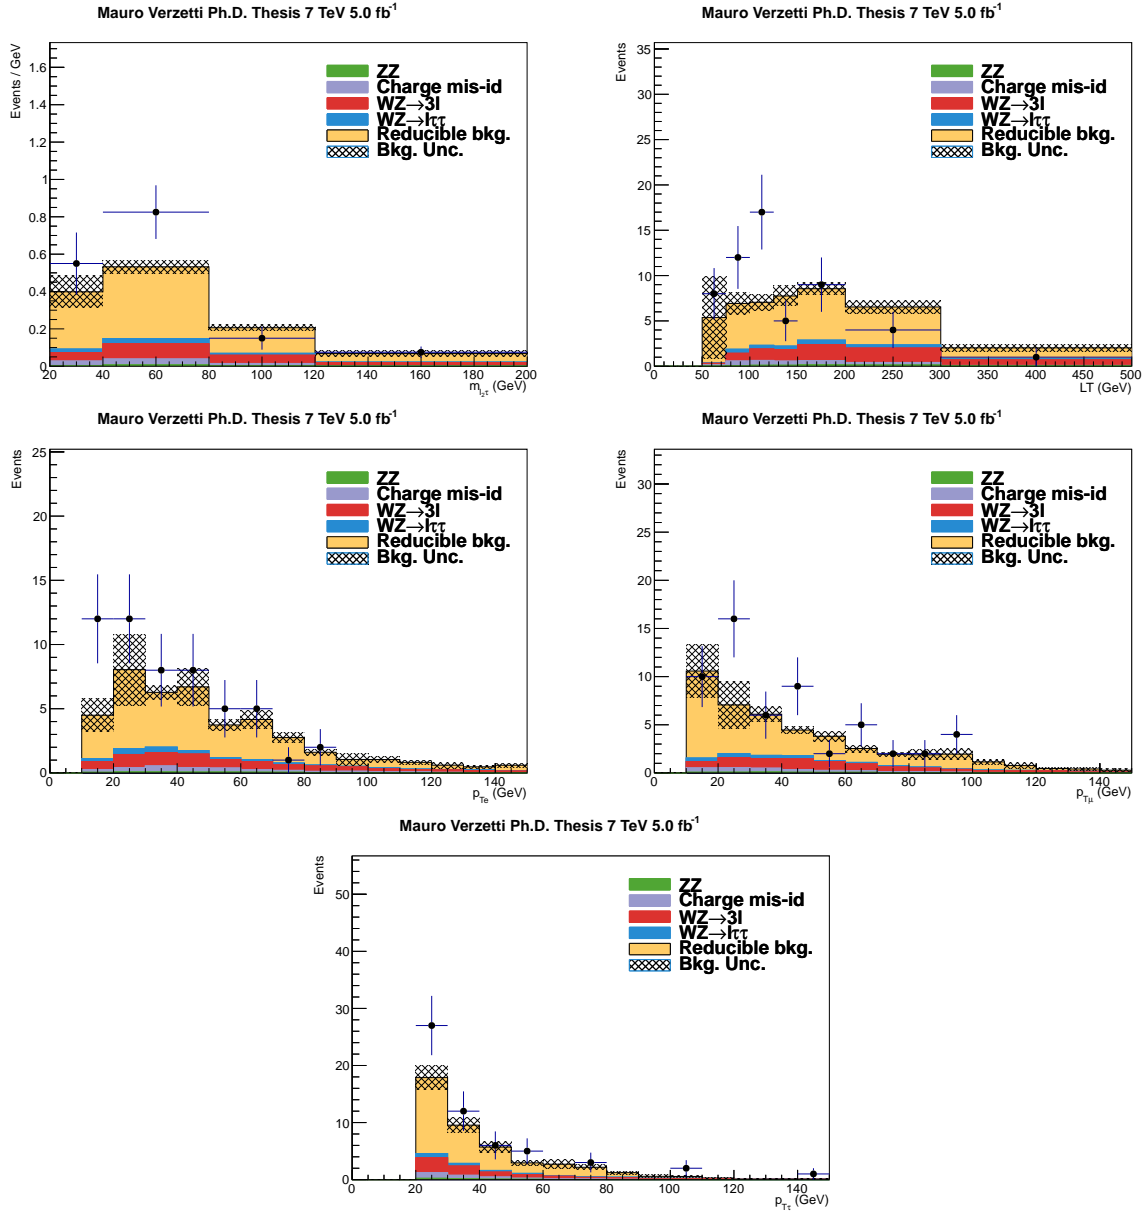 Mauro Verzetti Ph.D. Thesis 7 TeV 5.0 fb-1
Events / GeV
1.6
1.4
1.2
1
0.8
0.6
0.4
0.2
0
20 40 60 80 100 120 140 160 180 200
m l2τ (GeV)
ZZ
Charge mis-id
WZ→3l
WZ→lττ
Reducible bkg.
Bkg. Unc.
Mauro Verzetti Ph.D. Thesis 7 TeV 5.0 fb-1
Events
35
30
25
20
15
10
5
0
0 50 100 150 200 250 300 350 400 450 500
LT (GeV)
ZZ
Charge mis-id
WZ→3l
WZ→lττ
Reducible bkg.
Bkg. Unc.
Mauro Verzetti Ph.D. Thesis 7 TeV 5.0 fb-1
Events
25
20
15
10
5
0
0 20 40 60 80 100 120 140
pTe (GeV)
ZZ
Charge mis-id
WZ→3l
WZ→lττ
Reducible bkg.
Bkg. Unc.
Mauro Verzetti Ph.D. Thesis 7 TeV 5.0 fb-1
Events
30
25
20
15
10
5
0
0 20 40 60 80 100 120 140
pTμ (GeV)
ZZ
Charge mis-id
WZ→3l
WZ→lττ
Reducible bkg.
Bkg. Unc.
Mauro Verzetti Ph.D. Thesis 7 TeV 5.0 fb-1
Events
50
40
30
20
10
0
0 20 40 60 80 100 120 140
pTτ (GeV)
ZZ
Charge mis-id
WZ→3l
WZ→lττ
Reducible bkg.
Bkg. Unc.